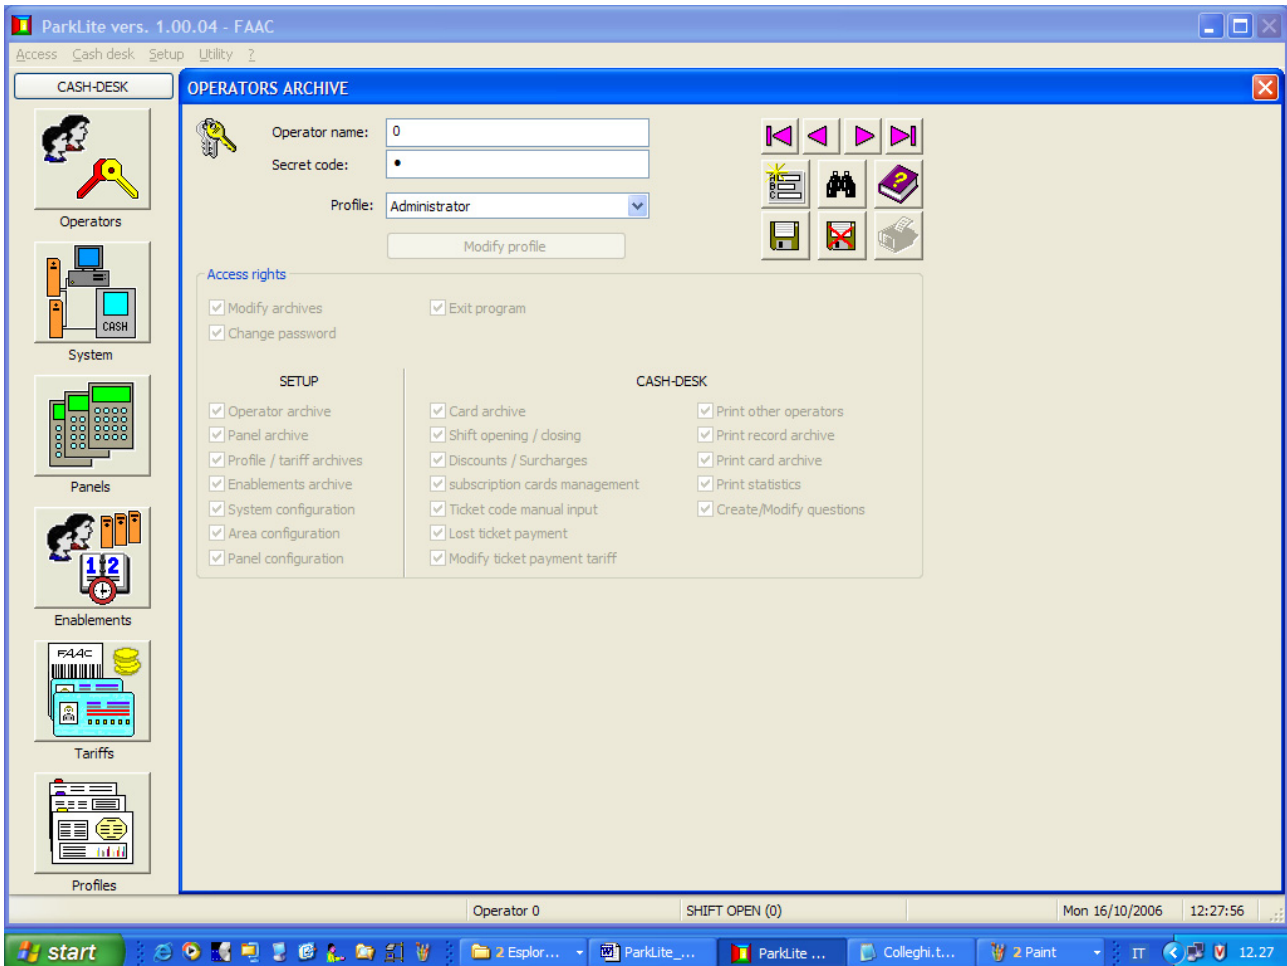 ParkLite vers. 1.00.04 - FAAC
Access Cash desk Setup Utility ?
CASH-DESK
OPERATORS ARCHIVE
Operator name: 0
Secret code: •
Profile: Administrator
Modify profile
Operators
System
Panels
Enablements
Tariffs
Profiles
CASH
1 2
FAAC
A
B
C
?
Access rights
Modify archives
Exit program
Change password
SETUP
CASH-DESK
Operator archive
Card archive
Print other operators
Panel archive
Shift opening / closing
Print record archive
Profile / tariff archives
Discounts / Surcharges
Print card archive
Enablements archive
subscription cards management
Print statistics
System configuration
Ticket code manual input
Create/Modify questions
Area configuration
Lost ticket payment
Panel configuration
Modify ticket payment tariff
Operator 0
SHIFT OPEN (0)
Mon 16/10/2006
12:27:56
start
2 Esplor...
ParkLite_...
ParkLite ...
Colleghi.t...
2 Paint
IT
12.27